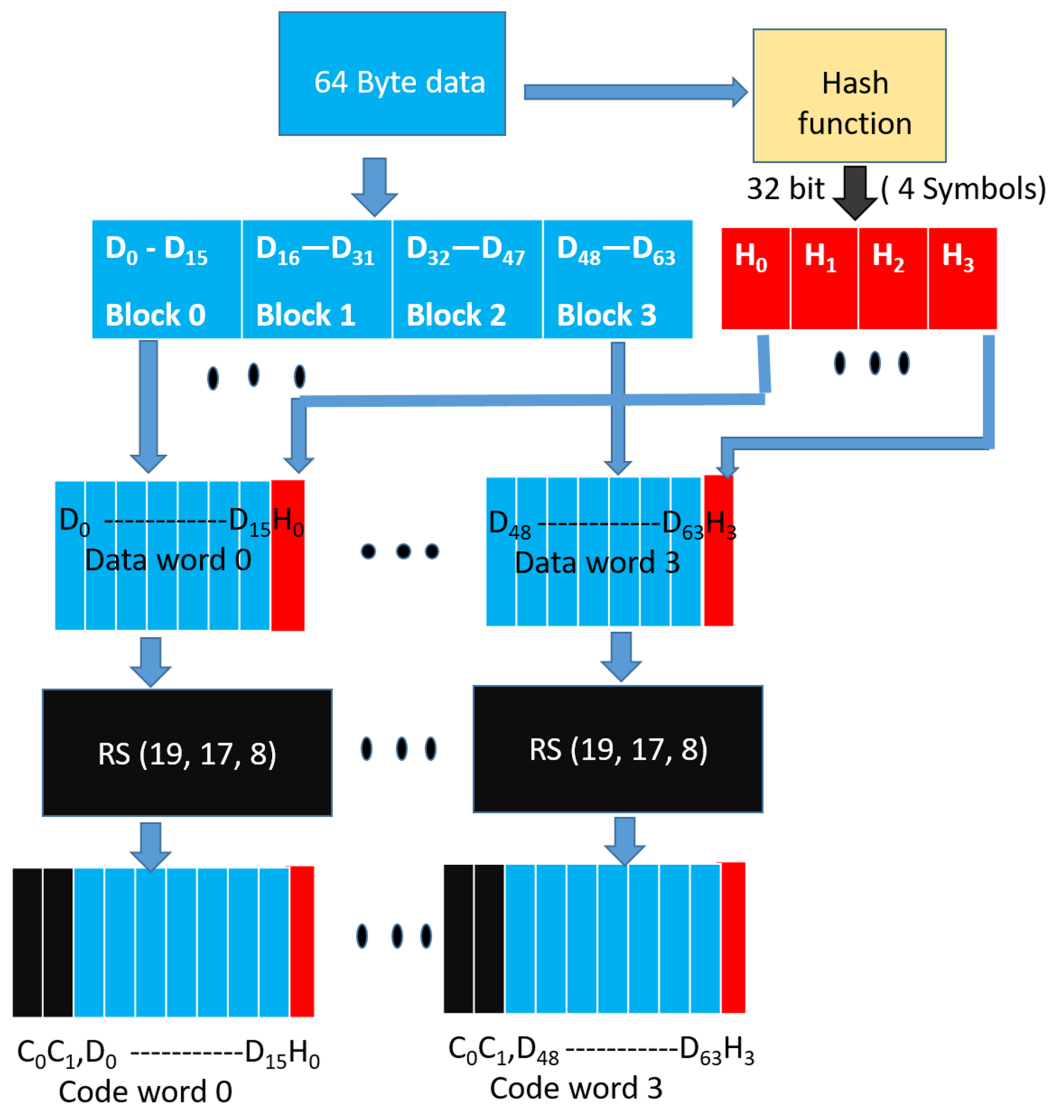 64 Byte data
Hash
function
32 bit ( 4 Symbols)
D0 - D15 D16—D31 D32—D47 D48—D63
Block 0 Block 1 Block 2 Block 3
H0 H1 H2 H3
D0 ------------D15H0
Data word 0
D48 ------------D63H3
Data word 3
RS (19, 17, 8)
RS (19, 17, 8)
C0C1,D0 -----------D15H0
Code word 0
C0C1,D48 -----------D63H3
Code word 3